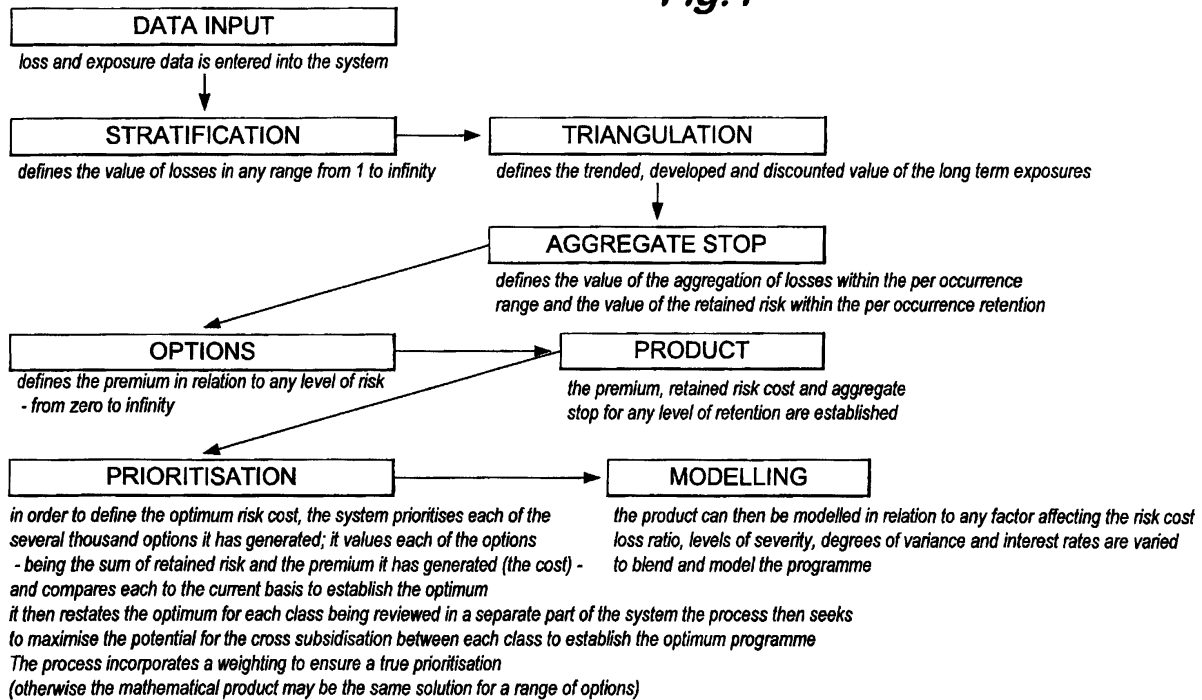 Fig. 1
DATA INPUT
loss and exposure data is entered into the system
STRATIFICATION
defines the value of losses in any range from 1 to infinity
TRIANGULATION
defines the trended, developed and discounted value of the long term exposures
AGGREGATE STOP
defines the value of the aggregation of losses within the per occurrence
range and the value of the retained risk within the per occurrence retention
OPTIONS
defines the premium in relation to any level of risk
- from zero to infinity
PRODUCT
the premium, retained risk cost and aggregate
stop for any level of retention are established
PRIORITISATION
in order to define the optimum risk cost, the system prioritises each of the
several thousand options it has generated; it values each of the options
- being the sum of retained risk and the premium it has generated (the cost) -
and compares each to the current basis to establish the optimum
it then restates the optimum for each class being reviewed in a separate part of the system the process then seeks
to maximise the potential for the cross subsidisation between each class to establish the optimum programme
The process incorporates a weighting to ensure a true prioritisation
(otherwise the mathematical product may be the same solution for a range of options)
MODELLING
the product can then be modelled in relation to any factor affecting the risk cost
loss ratio, levels of severity, degrees of variance and interest rates are varied
to blend and model the programme